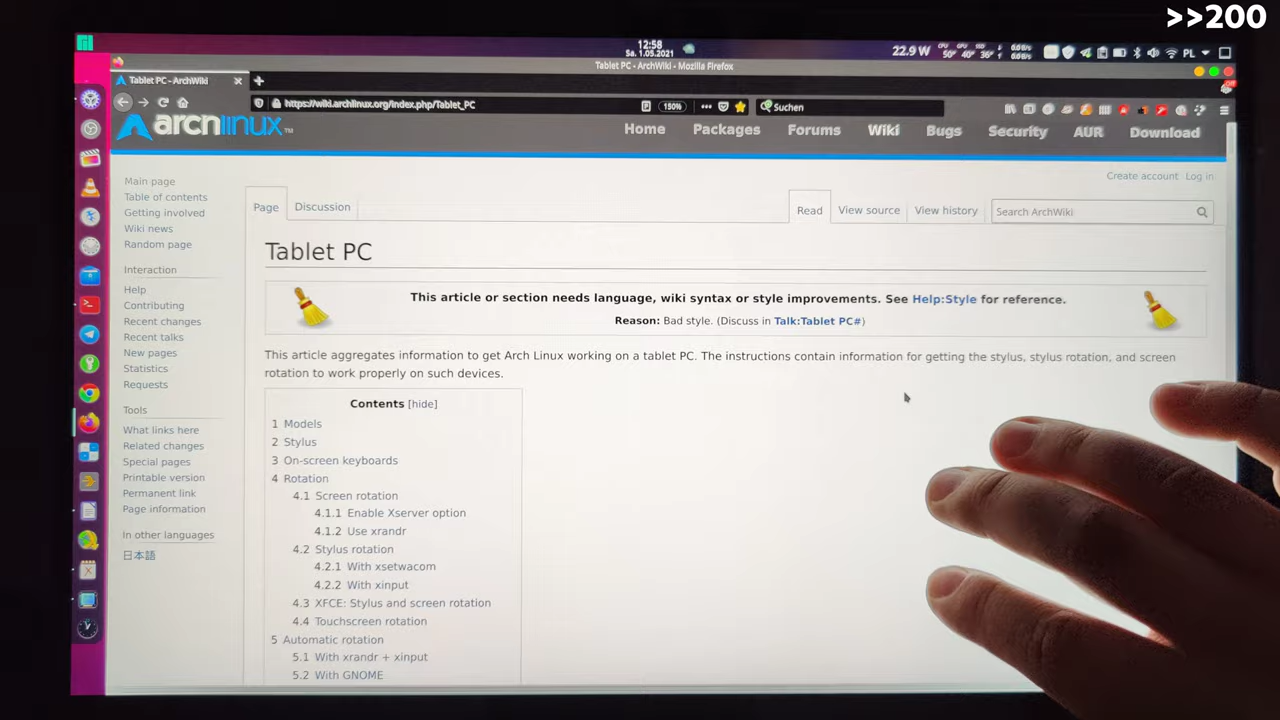 >>200
12:58
Sa. 1.05.2021
22.9 W
PL
Tablet PC - ArchWiki - Mozilla Firefox
Tablet PC - ArchWiki
https://wiki.archlinux.org/index.php/Tablet_PC
150%
Suchen
archlinux™
Home Packages Forums Wiki Bugs Security AUR Download
Create account Log in
Main page
Table of contents
Getting involved
Wiki news
Random page
Interaction
Help
Contributing
Recent changes
Recent talks
New pages
Statistics
Requests
Tools
What links here
Related changes
Special pages
Printable version
Permanent link
Page information
In other languages
日本語
Page Discussion Read View source View history Search ArchWiki
Tablet PC
This article or section needs language, wiki syntax or style improvements. See Help:Style for reference.
Reason: Bad style. (Discuss in Talk:Tablet PC#)
This article aggregates information to get Arch Linux working on a tablet PC. The instructions contain information for getting the stylus, stylus rotation, and screen
rotation to work properly on such devices.
Contents [hide]
1 Models
2 Stylus
3 On-screen keyboards
4 Rotation
4.1 Screen rotation
4.1.1 Enable Xserver option
4.1.2 Use xrandr
4.2 Stylus rotation
4.2.1 With xsetwacom
4.2.2 With xinput
4.3 XFCE: Stylus and screen rotation
4.4 Touchscreen rotation
5 Automatic rotation
5.1 With xrandr + xinput
5.2 With GNOME